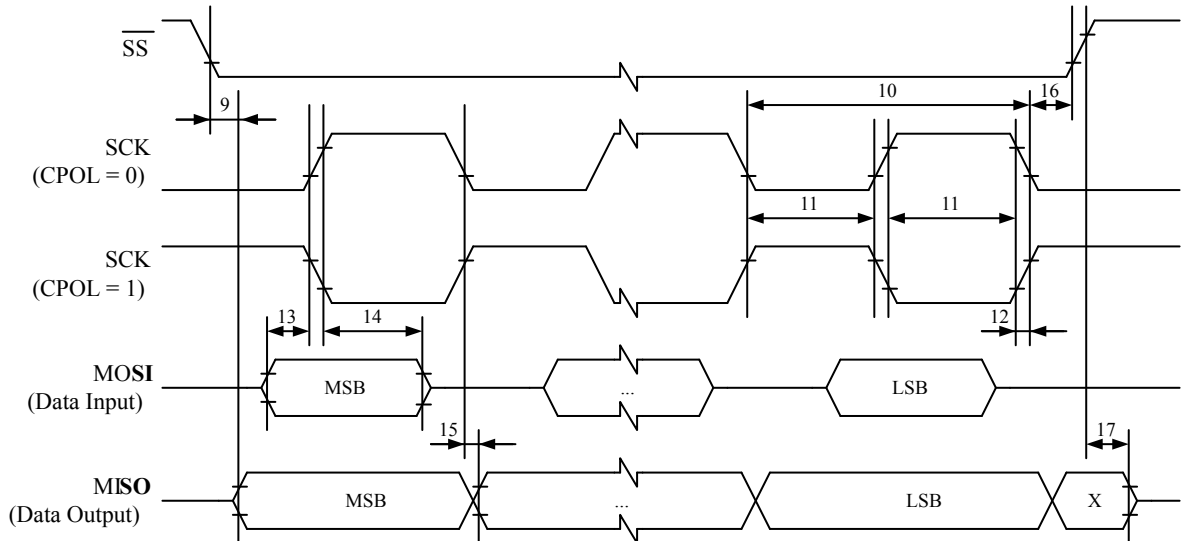 SS
10
16
9
SCK
(CPOL = 0)
11
11
SCK
(CPOL = 1)
13
14
12
MOSI
(Data Input)
MSB
...
LSB
15
17
MISO
(Data Output)
MSB
...
LSB
X